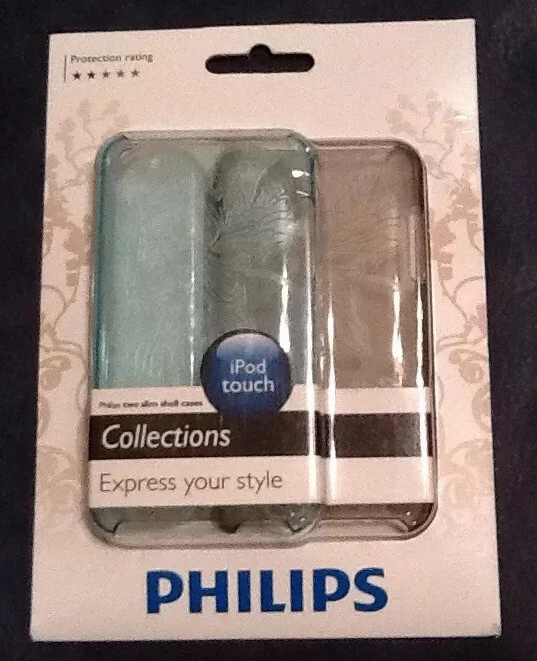 Protection rating
iPod
touch
Philips two slim shell cases
Collections
Express your style
PHILIPS